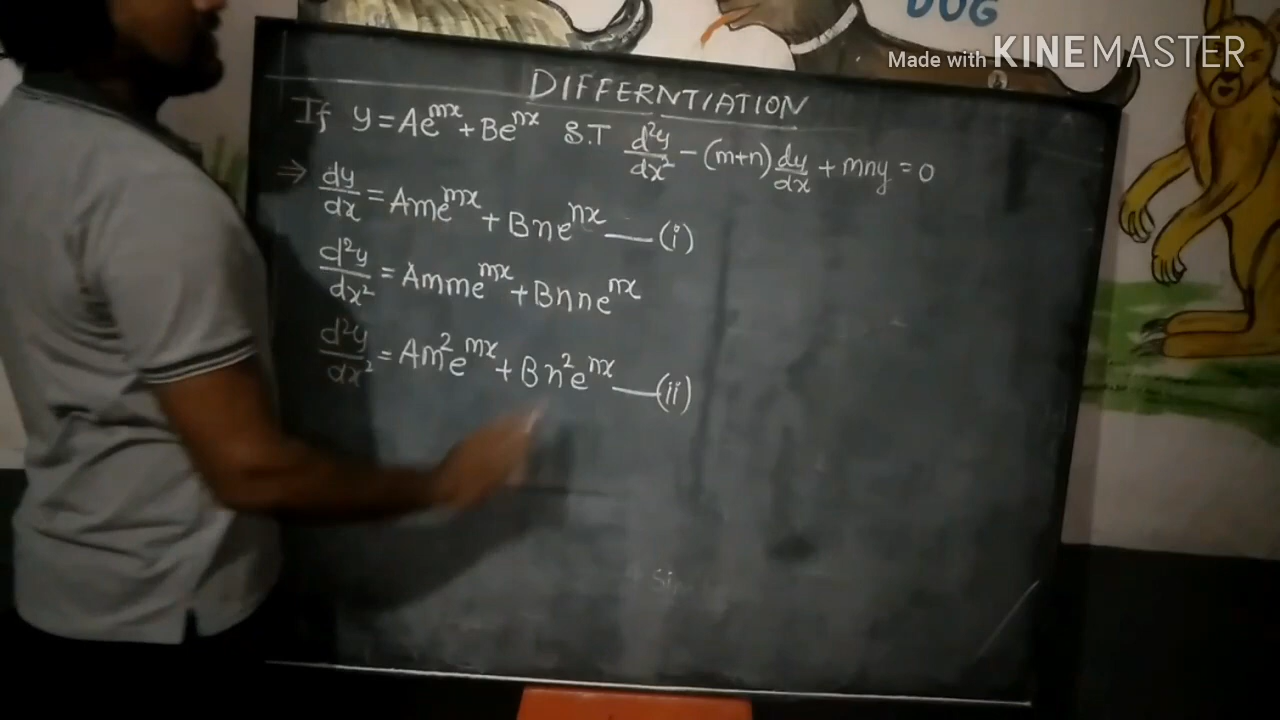 DOG
Made with KINEMASTER
DIFFERNTIATION
If y = Ae^mx + Be^nx S.T d²y/dx² - (m+n) dy/dx + mny = 0
⇒ dy/dx = Ame^mx + Bne^nx — (i)
d²y/dx² = Amme^mx + Bnne^nx
d²y/dx² = Am²e^mx + Bn²e^nx — (ii)